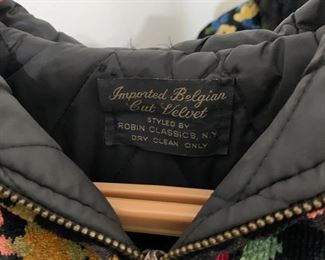 Imported Belgian
Cut Velvet
STYLED BY
ROBIN CLASSICS, N.Y.
DRY CLEAN ONLY